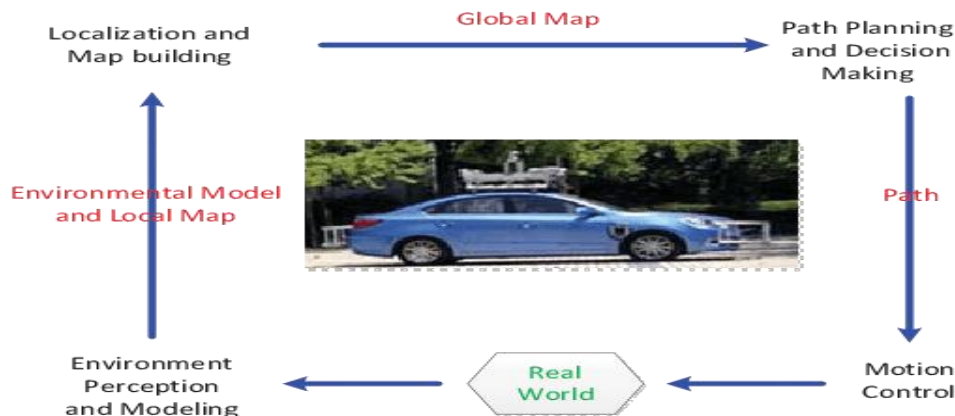 Global Map
Localization and
Map building
Path Planning
and Decision
Making
Environmental Model
and Local Map
Path
Environment
Perception
and Modeling
Real
World
Motion
Control